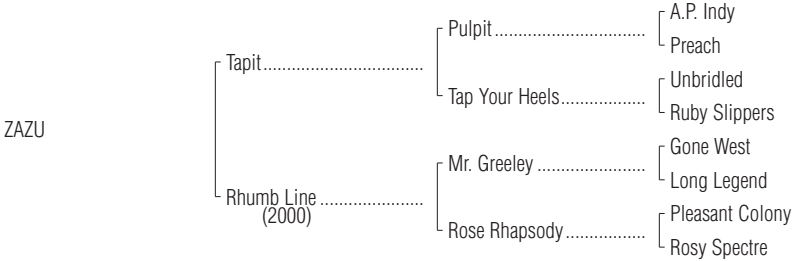 A.P. Indy
Pulpit
Preach
Tapit
Unbridled
Tap Your Heels
Ruby Slippers
ZAZU
Gone West
Mr. Greeley
Long Legend
Rhumb Line
(2000)
Pleasant Colony
Rose Rhapsody
Rosy Spectre